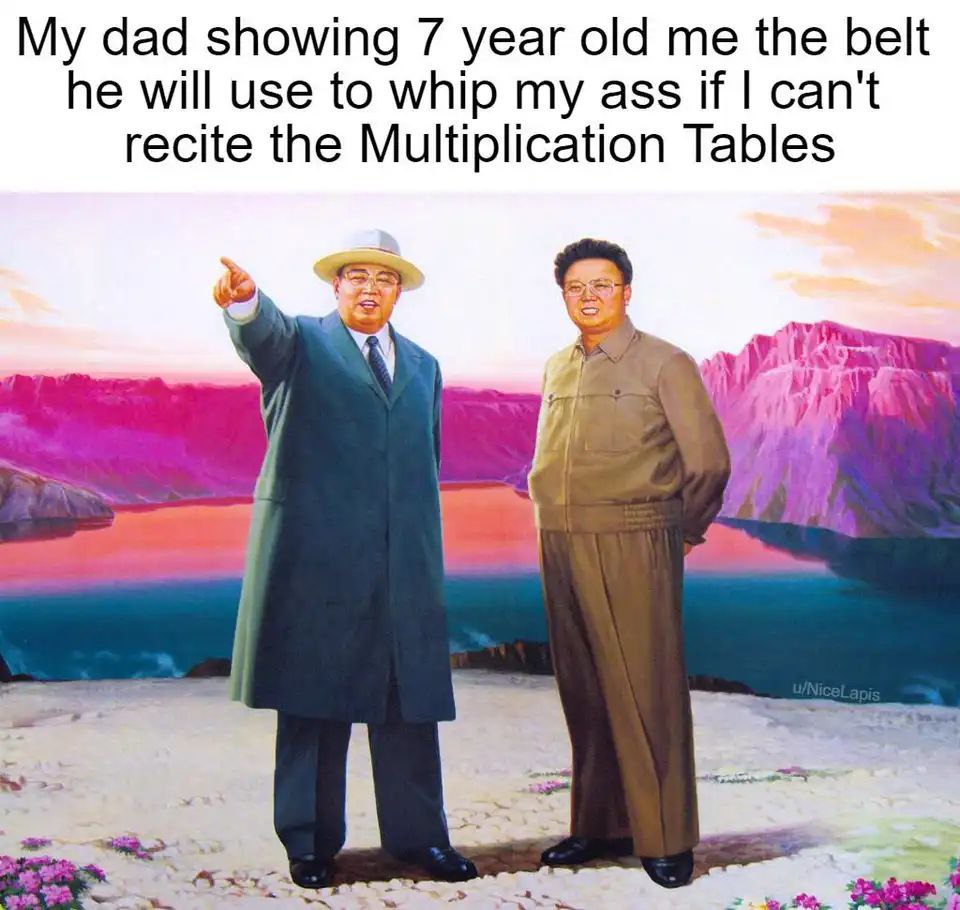 My dad showing 7 year old me the belt
he will use to whip my ass if I can't
recite the Multiplication Tables
u/NiceLapis